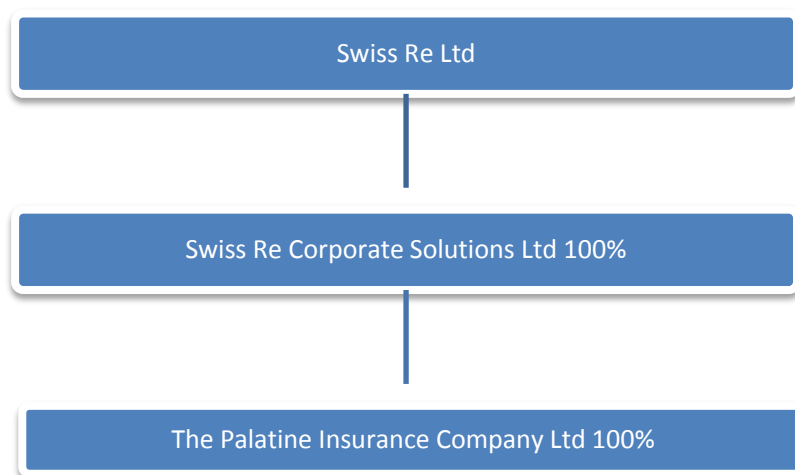 Swiss Re Ltd
Swiss Re Corporate Solutions Ltd 100%
The Palatine Insurance Company Ltd 100%